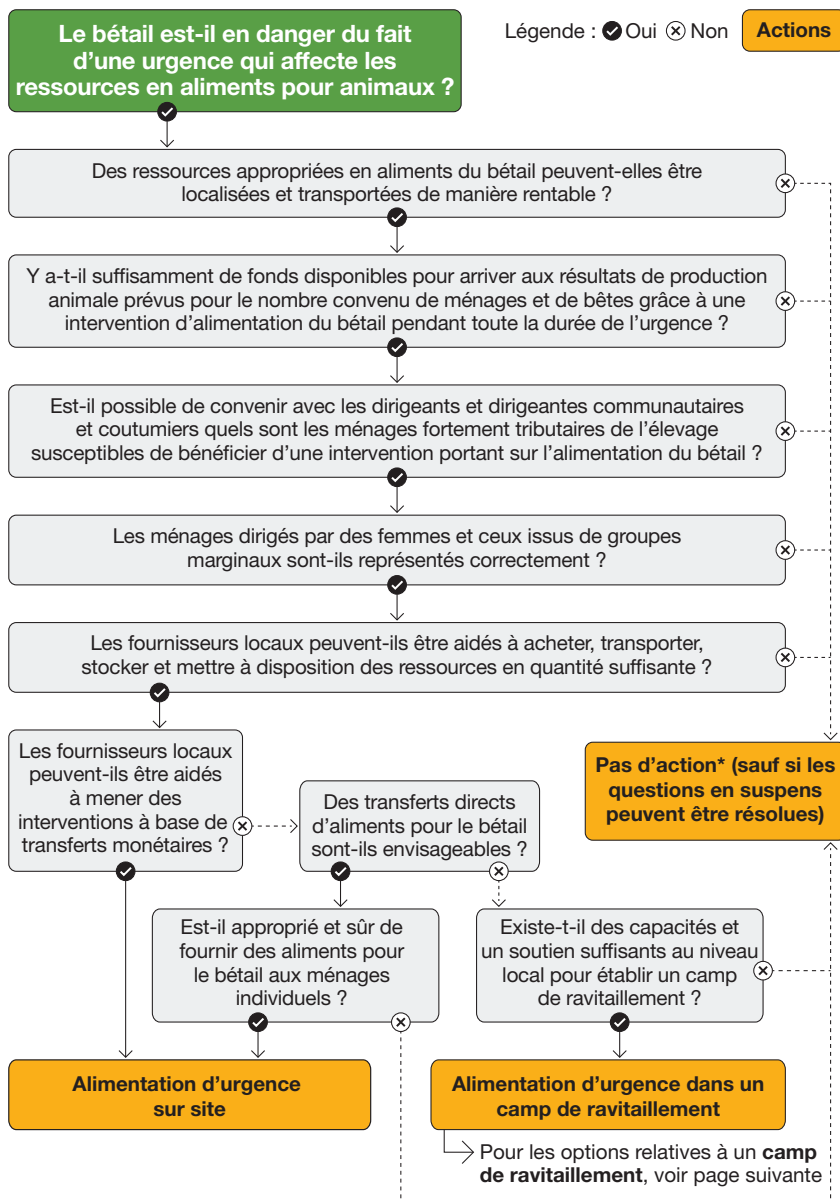 Le bétail est-il en danger du fait
d'une urgence qui affecte les
ressources en aliments pour animaux ?
Légende : Oui Non Actions
Des ressources appropriées en aliments du bétail peuvent-elles être
localisées et transportées de manière rentable ?
Y a-t-il suffisamment de fonds disponibles pour arriver aux résultats de production
animale prévus pour le nombre convenu de ménages et de bêtes grâce à une
intervention d'alimentation du bétail pendant toute la durée de l'urgence ?
Est-il possible de convenir avec les dirigeants et dirigeantes communautaires
et coutumiers quels sont les ménages fortement tributaires de l'élevage
susceptibles de bénéficier d'une intervention portant sur l'alimentation du bétail ?
Les ménages dirigés par des femmes et ceux issus de groupes
marginaux sont-ils représentés correctement ?
Les fournisseurs locaux peuvent-ils être aidés à acheter, transporter,
stocker et mettre à disposition des ressources en quantité suffisante ?
Les fournisseurs locaux
peuvent-ils être aidés
à mener des
interventions à base de
transferts monétaires ?
Des transferts directs
d'aliments pour le bétail
sont-ils envisageables ?
Pas d'action* (sauf si les
questions en suspens
peuvent être résolues)
Est-il approprié et sûr de
fournir des aliments pour
le bétail aux ménages
individuels ?
Existe-t-il des capacités et
un soutien suffisants au niveau
local pour établir un camp
de ravitaillement ?
Alimentation d'urgence
sur site
Alimentation d'urgence dans un
camp de ravitaillement
Pour les options relatives à un camp
de ravitaillement, voir page suivante